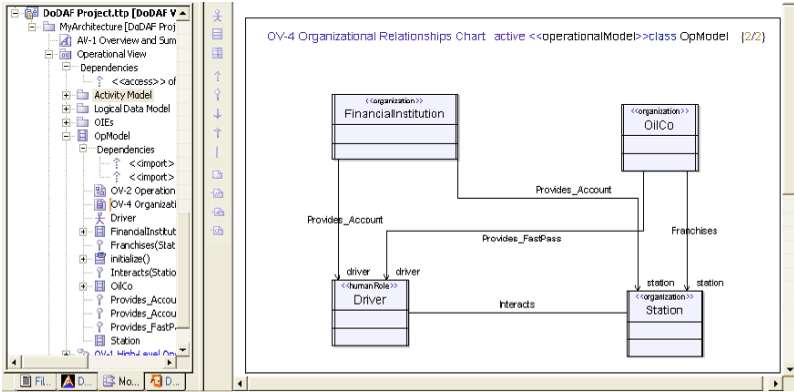 DoDAF Project.ttp [DoDAF V
MyArchitecture [DoDAF Proj
AV-1 Overview and Sum
Operational View
Dependencies
<<access>> of
Activity Model
Logical Data Model
OIEs
OpModel
Dependencies
<<import>
<<import>
OV-2 Operation
OV-4 Organizati
Driver
FinancialInstitut
Franchises(Stat
initialize()
Interacts(Statio
OilCo
Provides_Accou
Provides_Accou
Provides_FastP
Station
OV-1 High-Level Op
Fil...
D...
Mo...
D...
OV-4 Organizational Relationships Chart active <<operationalModel>>class OpModel {2/2}
<<organization>>
FinancialInstitution
<<organization>>
OilCo
Provides_Account
Provides_Account
Provides_FastPass
Franchises
driver
driver
station
station
<<humanRole>>
Driver
Interacts
<<organization>>
Station